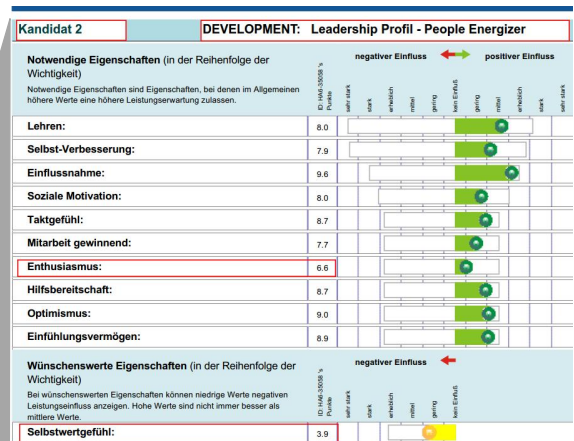 Kandidat 2
DEVELOPMENT: Leadership Profil - People Energizer
Notwendige Eigenschaften (in der Reihenfolge der
Wichtigkeit)
Notwendige Eigenschaften sind Eigenschaften, bei denen im Allgemeinen
höhere Werte eine höhere Leistungserwartung zulassen.
ID: HA6-35058 's
Punkte
negativer Einfluss
positiver Einfluss
sehr stark
stark
erheblich
mittel
gering
kein Einfluß
gering
mittel
erheblich
stark
sehr stark
Lehren: 8.0
Selbst-Verbesserung: 7.9
Einflussnahme: 9.6
Soziale Motivation: 8.0
Taktgefühl: 8.7
Mitarbeit gewinnend: 7.7
Enthusiasmus: 6.6
Hilfsbereitschaft: 8.7
Optimismus: 9.0
Einfühlungsvermögen: 8.9
Wünschenswerte Eigenschaften (in der Reihenfolge der
Wichtigkeit)
Bei wünschenswerten Eigenschaften können niedrige Werte negativen
Leistungseinfluss anzeigen. Hohe Werte sind nicht immer besser als
mittlere Werte.
ID: HA6-35058 's
Punkte
negativer Einfluss
sehr stark
stark
erheblich
mittel
gering
kein Einfluß
Selbstwertgefühl: 3.9